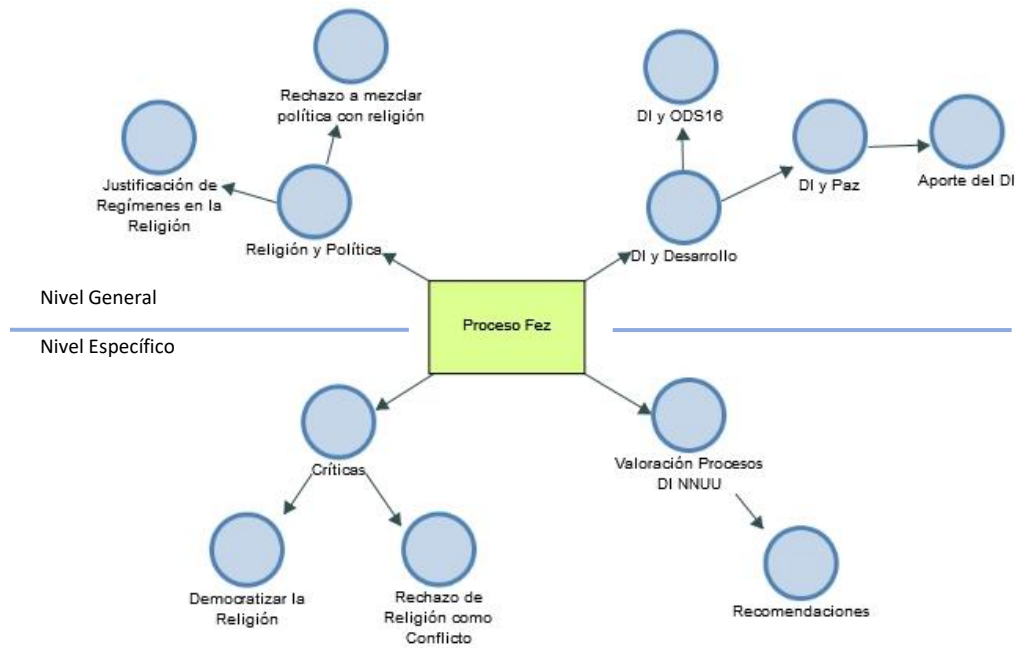 Rechazo a mezclar
política con religión
DI y ODS16
Justificación de
Regímenes en la
Religión
DI y Paz
Aporte del DI
Religión y Política
DI y Desarrollo
Nivel General
Proceso Fez
Nivel Específico
Críticas
Valoración Procesos
DI NNUU
Democratizar la
Religión
Rechazo de
Religión como
Conflicto
Recomendaciones